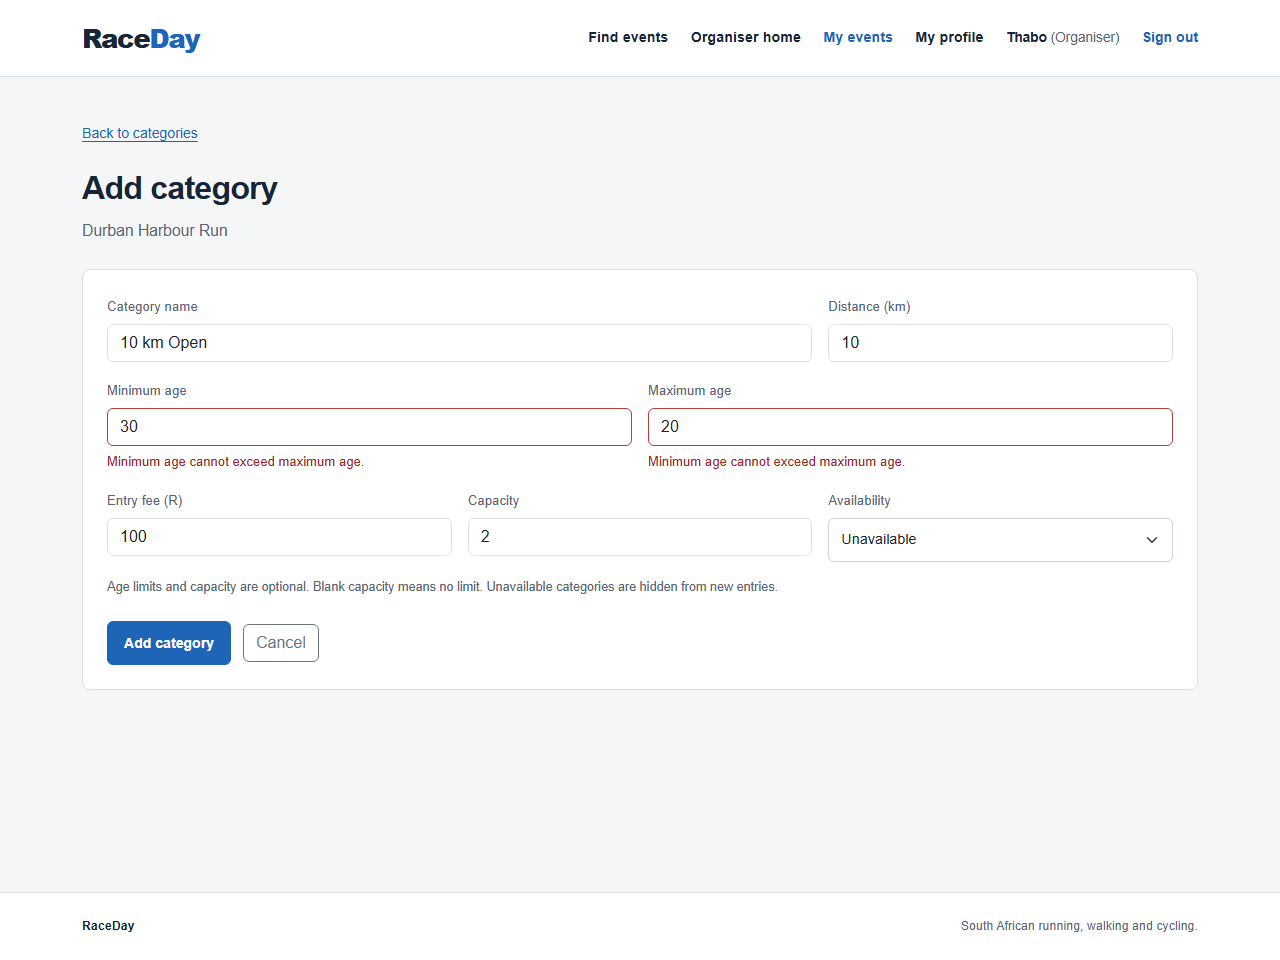 RaceDay
Find events
Organiser home
My events
My profile
Thabo (Organiser)
Sign out
Back to categories
Add category
Durban Harbour Run
Category name
Distance (km)
10 km Open
10
Minimum age
Maximum age
30
20
Minimum age cannot exceed maximum age.
Minimum age cannot exceed maximum age.
Entry fee (R)
Capacity
Availability
100
2
Unavailable
Age limits and capacity are optional. Blank capacity means no limit. Unavailable categories are hidden from new entries.
Add category
Cancel
RaceDay
South African running, walking and cycling.